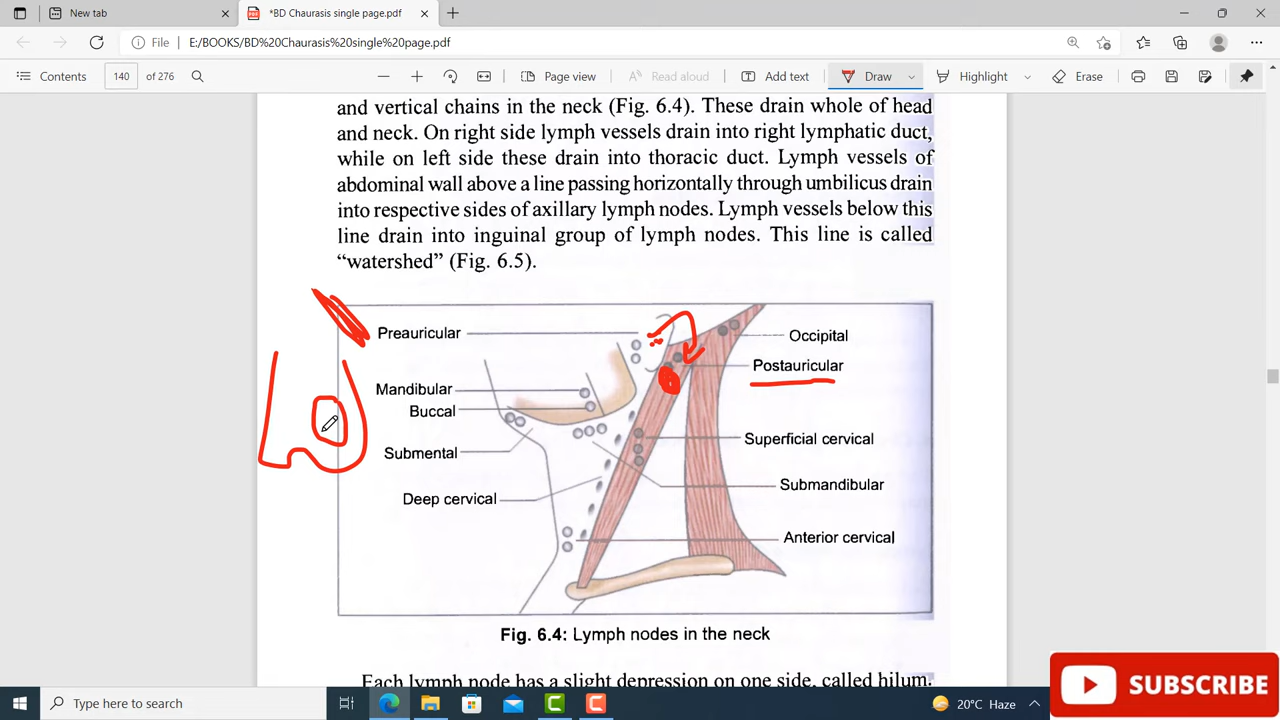 New tab
*BD Chaurasis single page.pdf
File
E:/BOOKS/BD%20Chaurasis%20single%20page.pdf
Contents
140
of 276
Page view
Read aloud
Add text
Draw
Highlight
Erase
and vertical chains in the neck (Fig. 6.4). These drain whole of head
and neck. On right side lymph vessels drain into right lymphatic duct,
while on left side these drain into thoracic duct. Lymph vessels of
abdominal wall above a line passing horizontally through umbilicus drain
into respective sides of axillary lymph nodes. Lymph vessels below this
line drain into inguinal group of lymph nodes. This line is called
“watershed” (Fig. 6.5).
Preauricular
Occipital
Postauricular
Mandibular
Buccal
Superficial cervical
Submental
Submandibular
Deep cervical
Anterior cervical
Fig. 6.4: Lymph nodes in the neck
Each lymph node has a slight depression on one side, called hilum.
SUBSCRIBE
Type here to search
20°C Haze